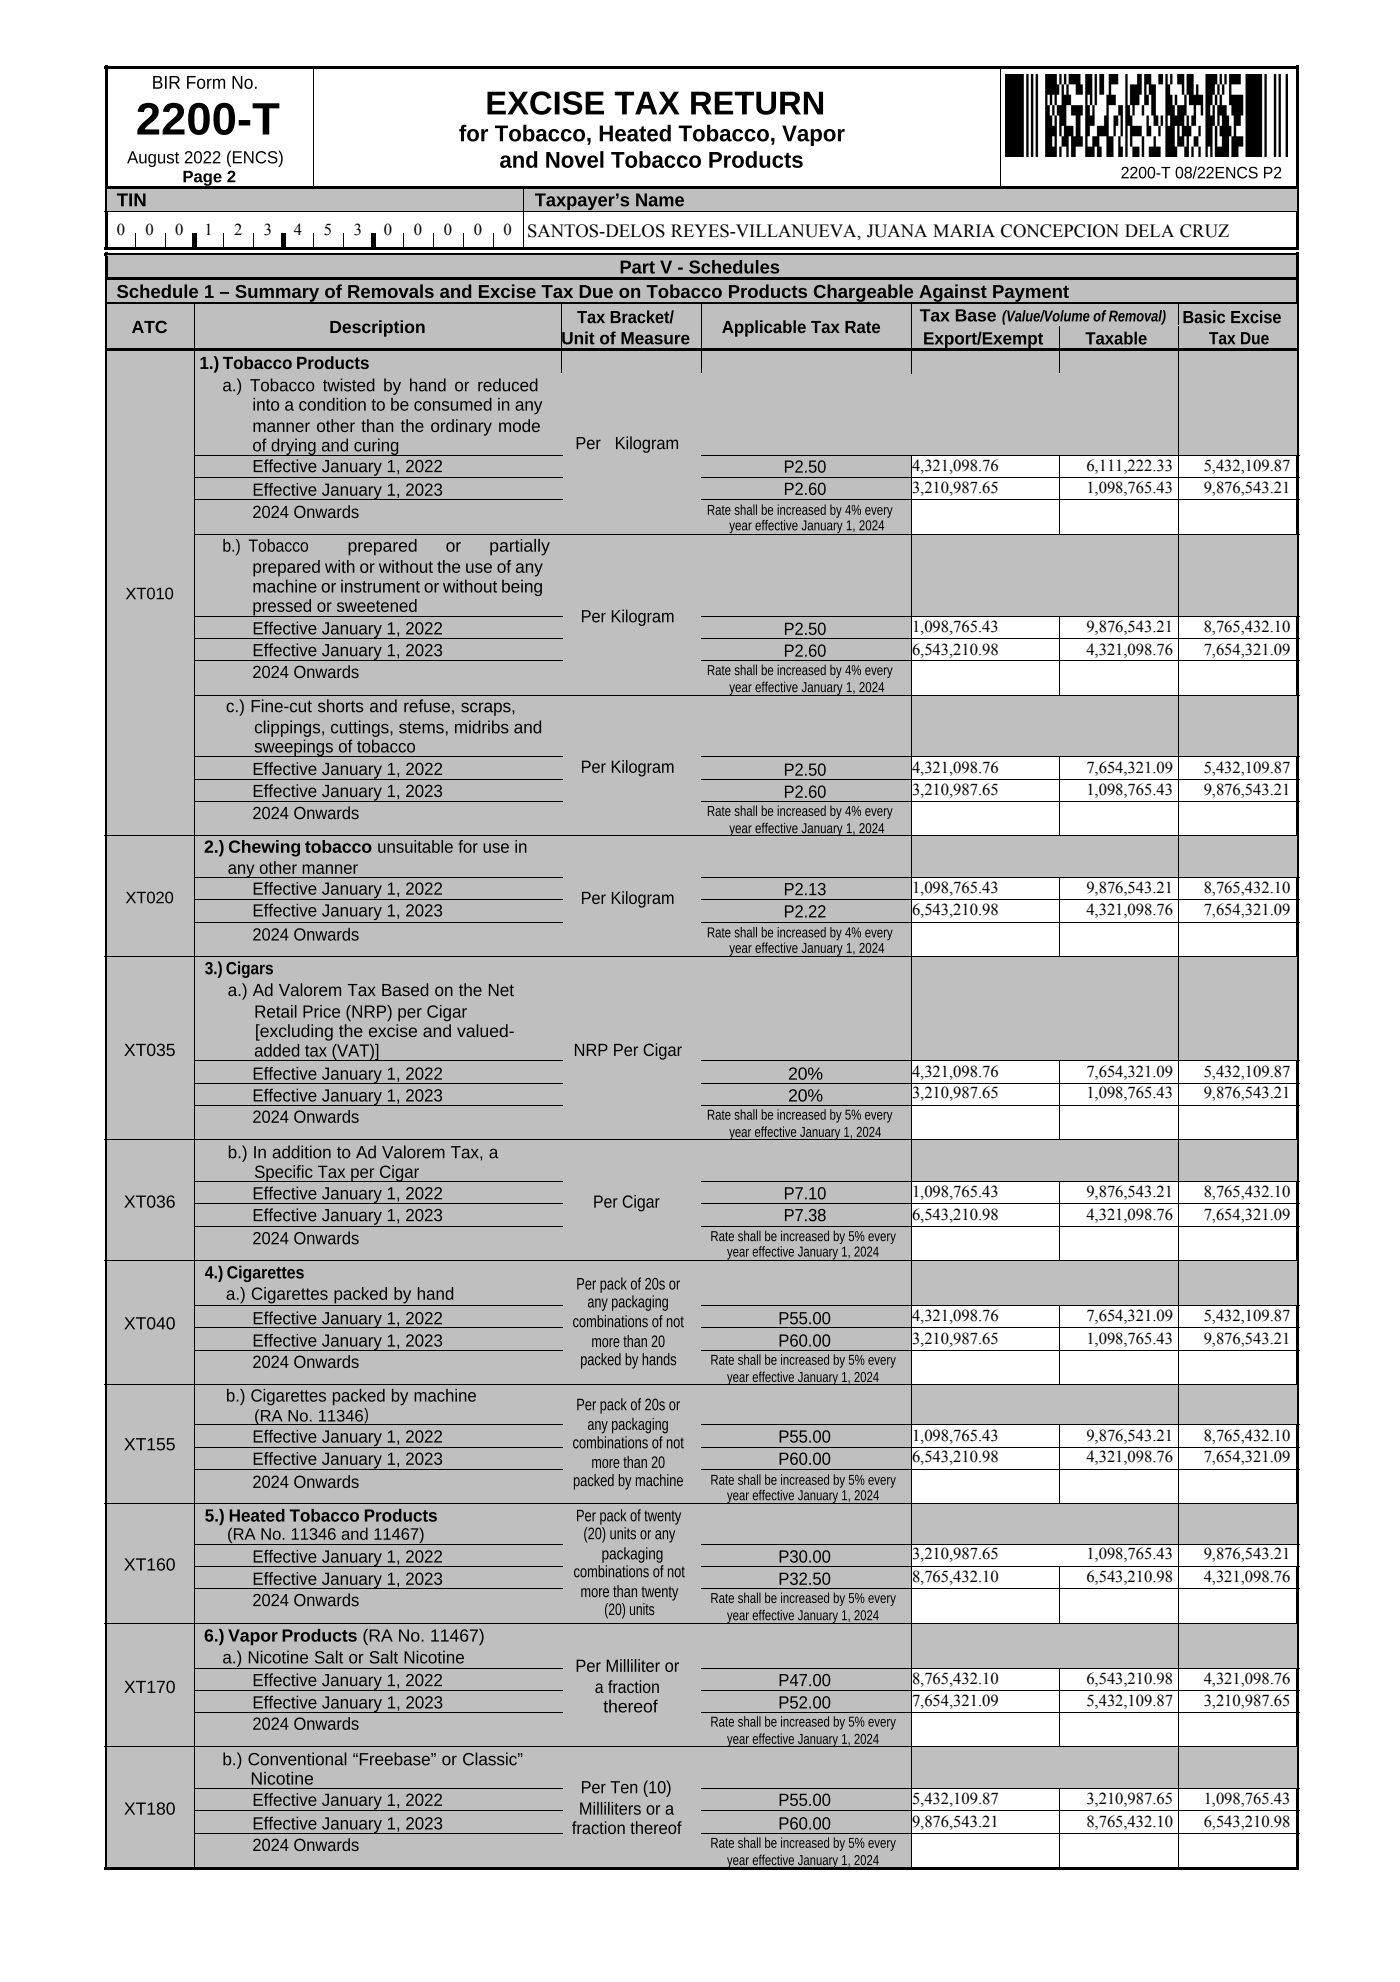 BIR Form No.
2200-T
August 2022 (ENCS)
Page 2
EXCISE TAX RETURN
for Tobacco, Heated Tobacco, Vapor
and Novel Tobacco Products
2200-T 08/22ENCS P2
TIN Taxpayer’s Name
0 0 0 1 2 3 4 5 3 0 0 0 0 0 SANTOS-DELOS REYES-VILLANUEVA, JUANA MARIA CONCEPCION DELA CRUZ
Part V - Schedules
Schedule 1 – Summary of Removals and Excise Tax Due on Tobacco Products Chargeable Against Payment
ATC Description Tax Bracket/ Unit of Measure Applicable Tax Rate Tax Base (Value/Volume of Removal) Basic Excise Tax Due
Export/Exempt Taxable
XT010
1.) Tobacco Products
a.) Tobacco twisted by hand or reduced
into a condition to be consumed in any
manner other than the ordinary mode
of drying and curing
Per Kilogram
Effective January 1, 2022 P2.50 4,321,098.76 6,111,222.33 5,432,109.87
Effective January 1, 2023 P2.60 3,210,987.65 1,098,765.43 9,876,543.21
2024 Onwards Rate shall be increased by 4% every
year effective January 1, 2024
b.) Tobacco prepared or partially
prepared with or without the use of any
machine or instrument or without being
pressed or sweetened
Per Kilogram
Effective January 1, 2022 P2.50 1,098,765.43 9,876,543.21 8,765,432.10
Effective January 1, 2023 P2.60 6,543,210.98 4,321,098.76 7,654,321.09
2024 Onwards Rate shall be increased by 4% every
year effective January 1, 2024
c.) Fine-cut shorts and refuse, scraps,
clippings, cuttings, stems, midribs and
sweepings of tobacco
Per Kilogram
Effective January 1, 2022 P2.50 4,321,098.76 7,654,321.09 5,432,109.87
Effective January 1, 2023 P2.60 3,210,987.65 1,098,765.43 9,876,543.21
2024 Onwards Rate shall be increased by 4% every
year effective January 1, 2024
XT020
2.) Chewing tobacco unsuitable for use in
any other manner
Per Kilogram
Effective January 1, 2022 P2.13 1,098,765.43 9,876,543.21 8,765,432.10
Effective January 1, 2023 P2.22 6,543,210.98 4,321,098.76 7,654,321.09
2024 Onwards Rate shall be increased by 4% every
year effective January 1, 2024
XT035
3.) Cigars
a.) Ad Valorem Tax Based on the Net
Retail Price (NRP) per Cigar
[excluding the excise and valued-
added tax (VAT)]
NRP Per Cigar
Effective January 1, 2022 20% 4,321,098.76 7,654,321.09 5,432,109.87
Effective January 1, 2023 20% 3,210,987.65 1,098,765.43 9,876,543.21
2024 Onwards Rate shall be increased by 5% every
year effective January 1, 2024
XT036
b.) In addition to Ad Valorem Tax, a
Specific Tax per Cigar
Per Cigar
Effective January 1, 2022 P7.10 1,098,765.43 9,876,543.21 8,765,432.10
Effective January 1, 2023 P7.38 6,543,210.98 4,321,098.76 7,654,321.09
2024 Onwards Rate shall be increased by 5% every
year effective January 1, 2024
XT040
4.) Cigarettes
a.) Cigarettes packed by hand
Per pack of 20s or
any packaging
combinations of not
more than 20
packed by hands
Effective January 1, 2022 P55.00 4,321,098.76 7,654,321.09 5,432,109.87
Effective January 1, 2023 P60.00 3,210,987.65 1,098,765.43 9,876,543.21
2024 Onwards Rate shall be increased by 5% every
year effective January 1, 2024
XT155
b.) Cigarettes packed by machine
(RA No. 11346)
Per pack of 20s or
any packaging
combinations of not
more than 20
packed by machine
Effective January 1, 2022 P55.00 1,098,765.43 9,876,543.21 8,765,432.10
Effective January 1, 2023 P60.00 6,543,210.98 4,321,098.76 7,654,321.09
2024 Onwards Rate shall be increased by 5% every
year effective January 1, 2024
XT160
5.) Heated Tobacco Products
(RA No. 11346 and 11467)
Per pack of twenty
(20) units or any
packaging
combinations of not
more than twenty
(20) units
Effective January 1, 2022 P30.00 3,210,987.65 1,098,765.43 9,876,543.21
Effective January 1, 2023 P32.50 8,765,432.10 6,543,210.98 4,321,098.76
2024 Onwards Rate shall be increased by 5% every
year effective January 1, 2024
XT170
6.) Vapor Products (RA No. 11467)
a.) Nicotine Salt or Salt Nicotine
Per Milliliter or
a fraction
thereof
Effective January 1, 2022 P47.00 8,765,432.10 6,543,210.98 4,321,098.76
Effective January 1, 2023 P52.00 7,654,321.09 5,432,109.87 3,210,987.65
2024 Onwards Rate shall be increased by 5% every
year effective January 1, 2024
XT180
b.) Conventional “Freebase” or Classic”
Nicotine
Per Ten (10)
Milliliters or a
fraction thereof
Effective January 1, 2022 P55.00 5,432,109.87 3,210,987.65 1,098,765.43
Effective January 1, 2023 P60.00 9,876,543.21 8,765,432.10 6,543,210.98
2024 Onwards Rate shall be increased by 5% every
year effective January 1, 2024